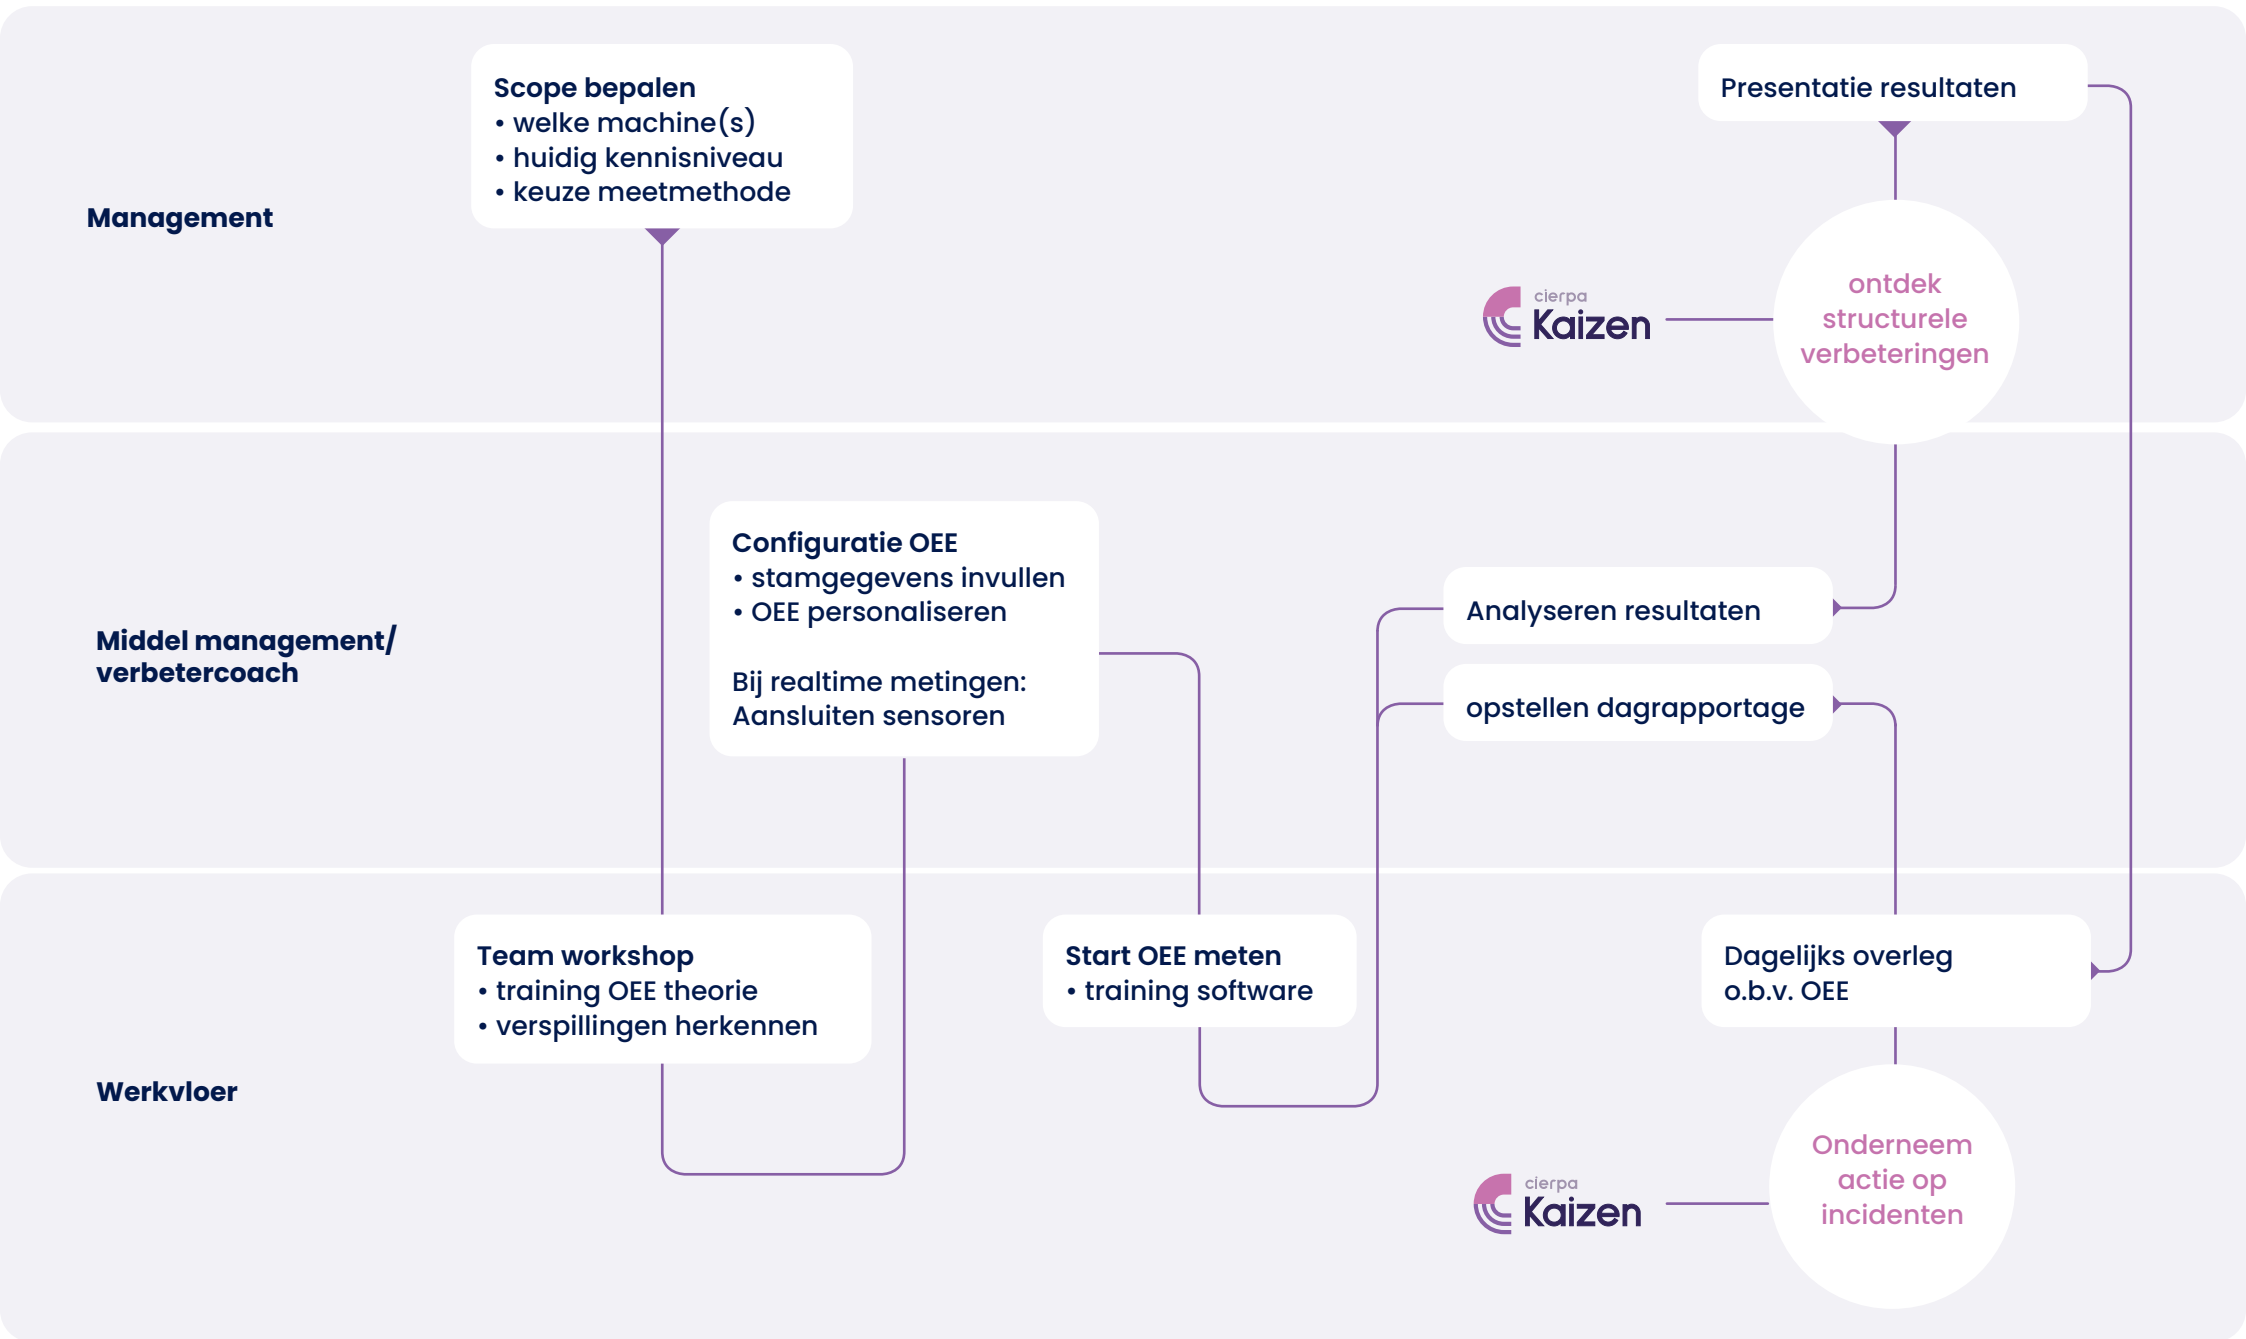 Management
Scope bepalen
• welke machine(s)
• huidig kennisniveau
• keuze meetmethode
Presentatie resultaten
cierpa
Kaizen
ontdek
structurele
verbeteringen
Middel management/
verbetercoach
Configuratie OEE
• stamgegevens invullen
• OEE personaliseren
Bij realtime metingen:
Aansluiten sensoren
Analyseren resultaten
opstellen dagrapportage
Werkvloer
Team workshop
• training OEE theorie
• verspillingen herkennen
Start OEE meten
• training software
Dagelijks overleg
o.b.v. OEE
cierpa
Kaizen
Onderneem
actie op
incidenten